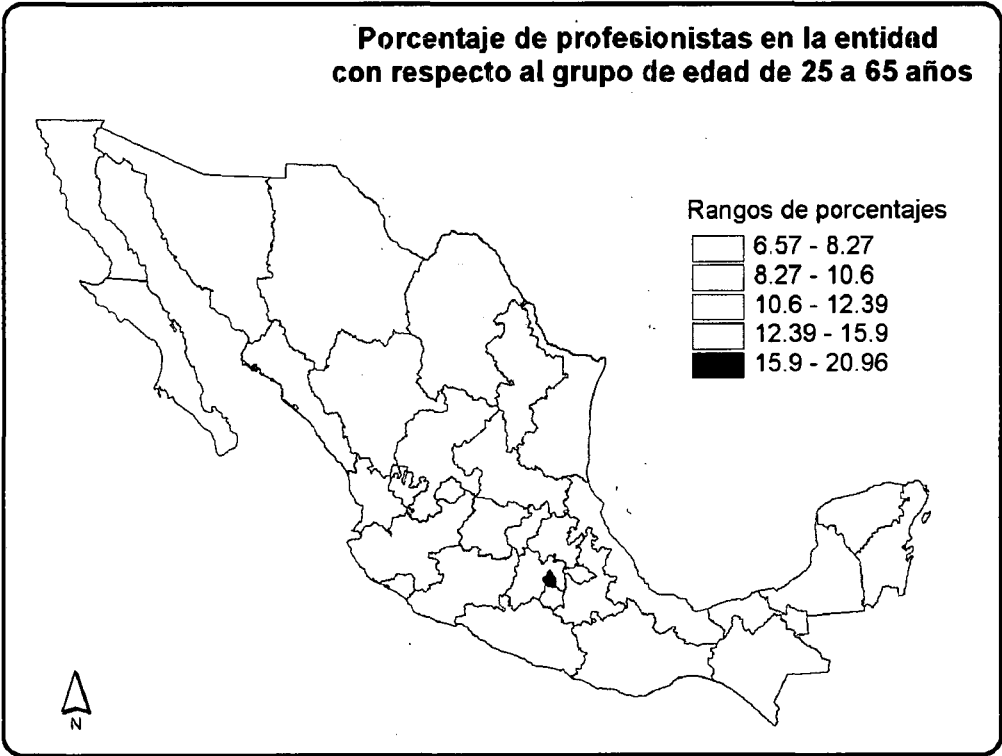 Porcentaje de profesionistas en la entidad
con respecto al grupo de edad de 25 a 65 años
Rangos de porcentajes
6.57 - 8.27
8.27 - 10.6
10.6 - 12.39
12.39 - 15.9
15.9 - 20.96
N